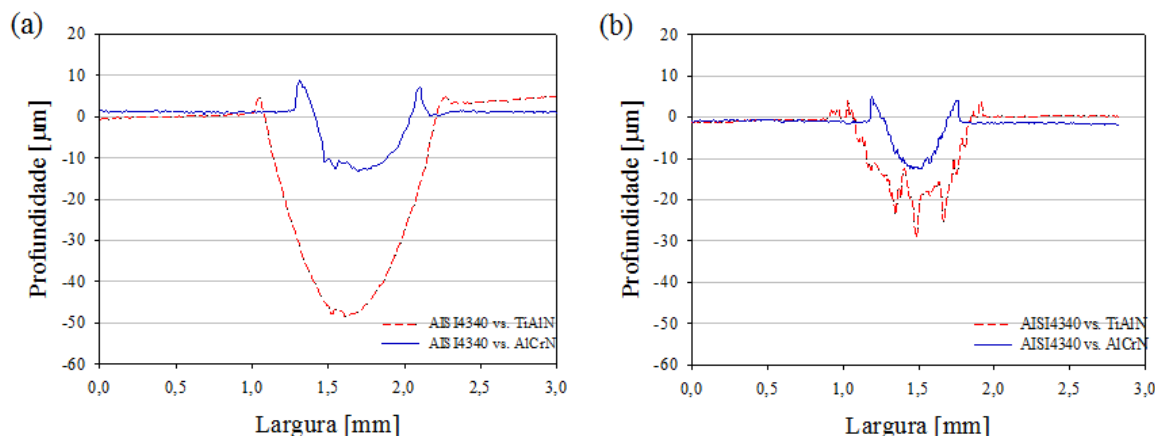 (a)
20
10
0
-10
-20
-30
-40
-50
-60
Profundidade [µm]
AISI4340 vs. TiAlN
AISI4340 vs. AlCrN
0,0 0,5 1,0 1,5 2,0 2,5 3,0
Largura [mm]
(b)
20
10
0
-10
-20
-30
-40
-50
-60
Profundidade [µm]
AISI4340 vs. TiAlN
AISI4340 vs. AlCrN
0,0 0,5 1,0 1,5 2,0 2,5 3,0
Largura [mm]